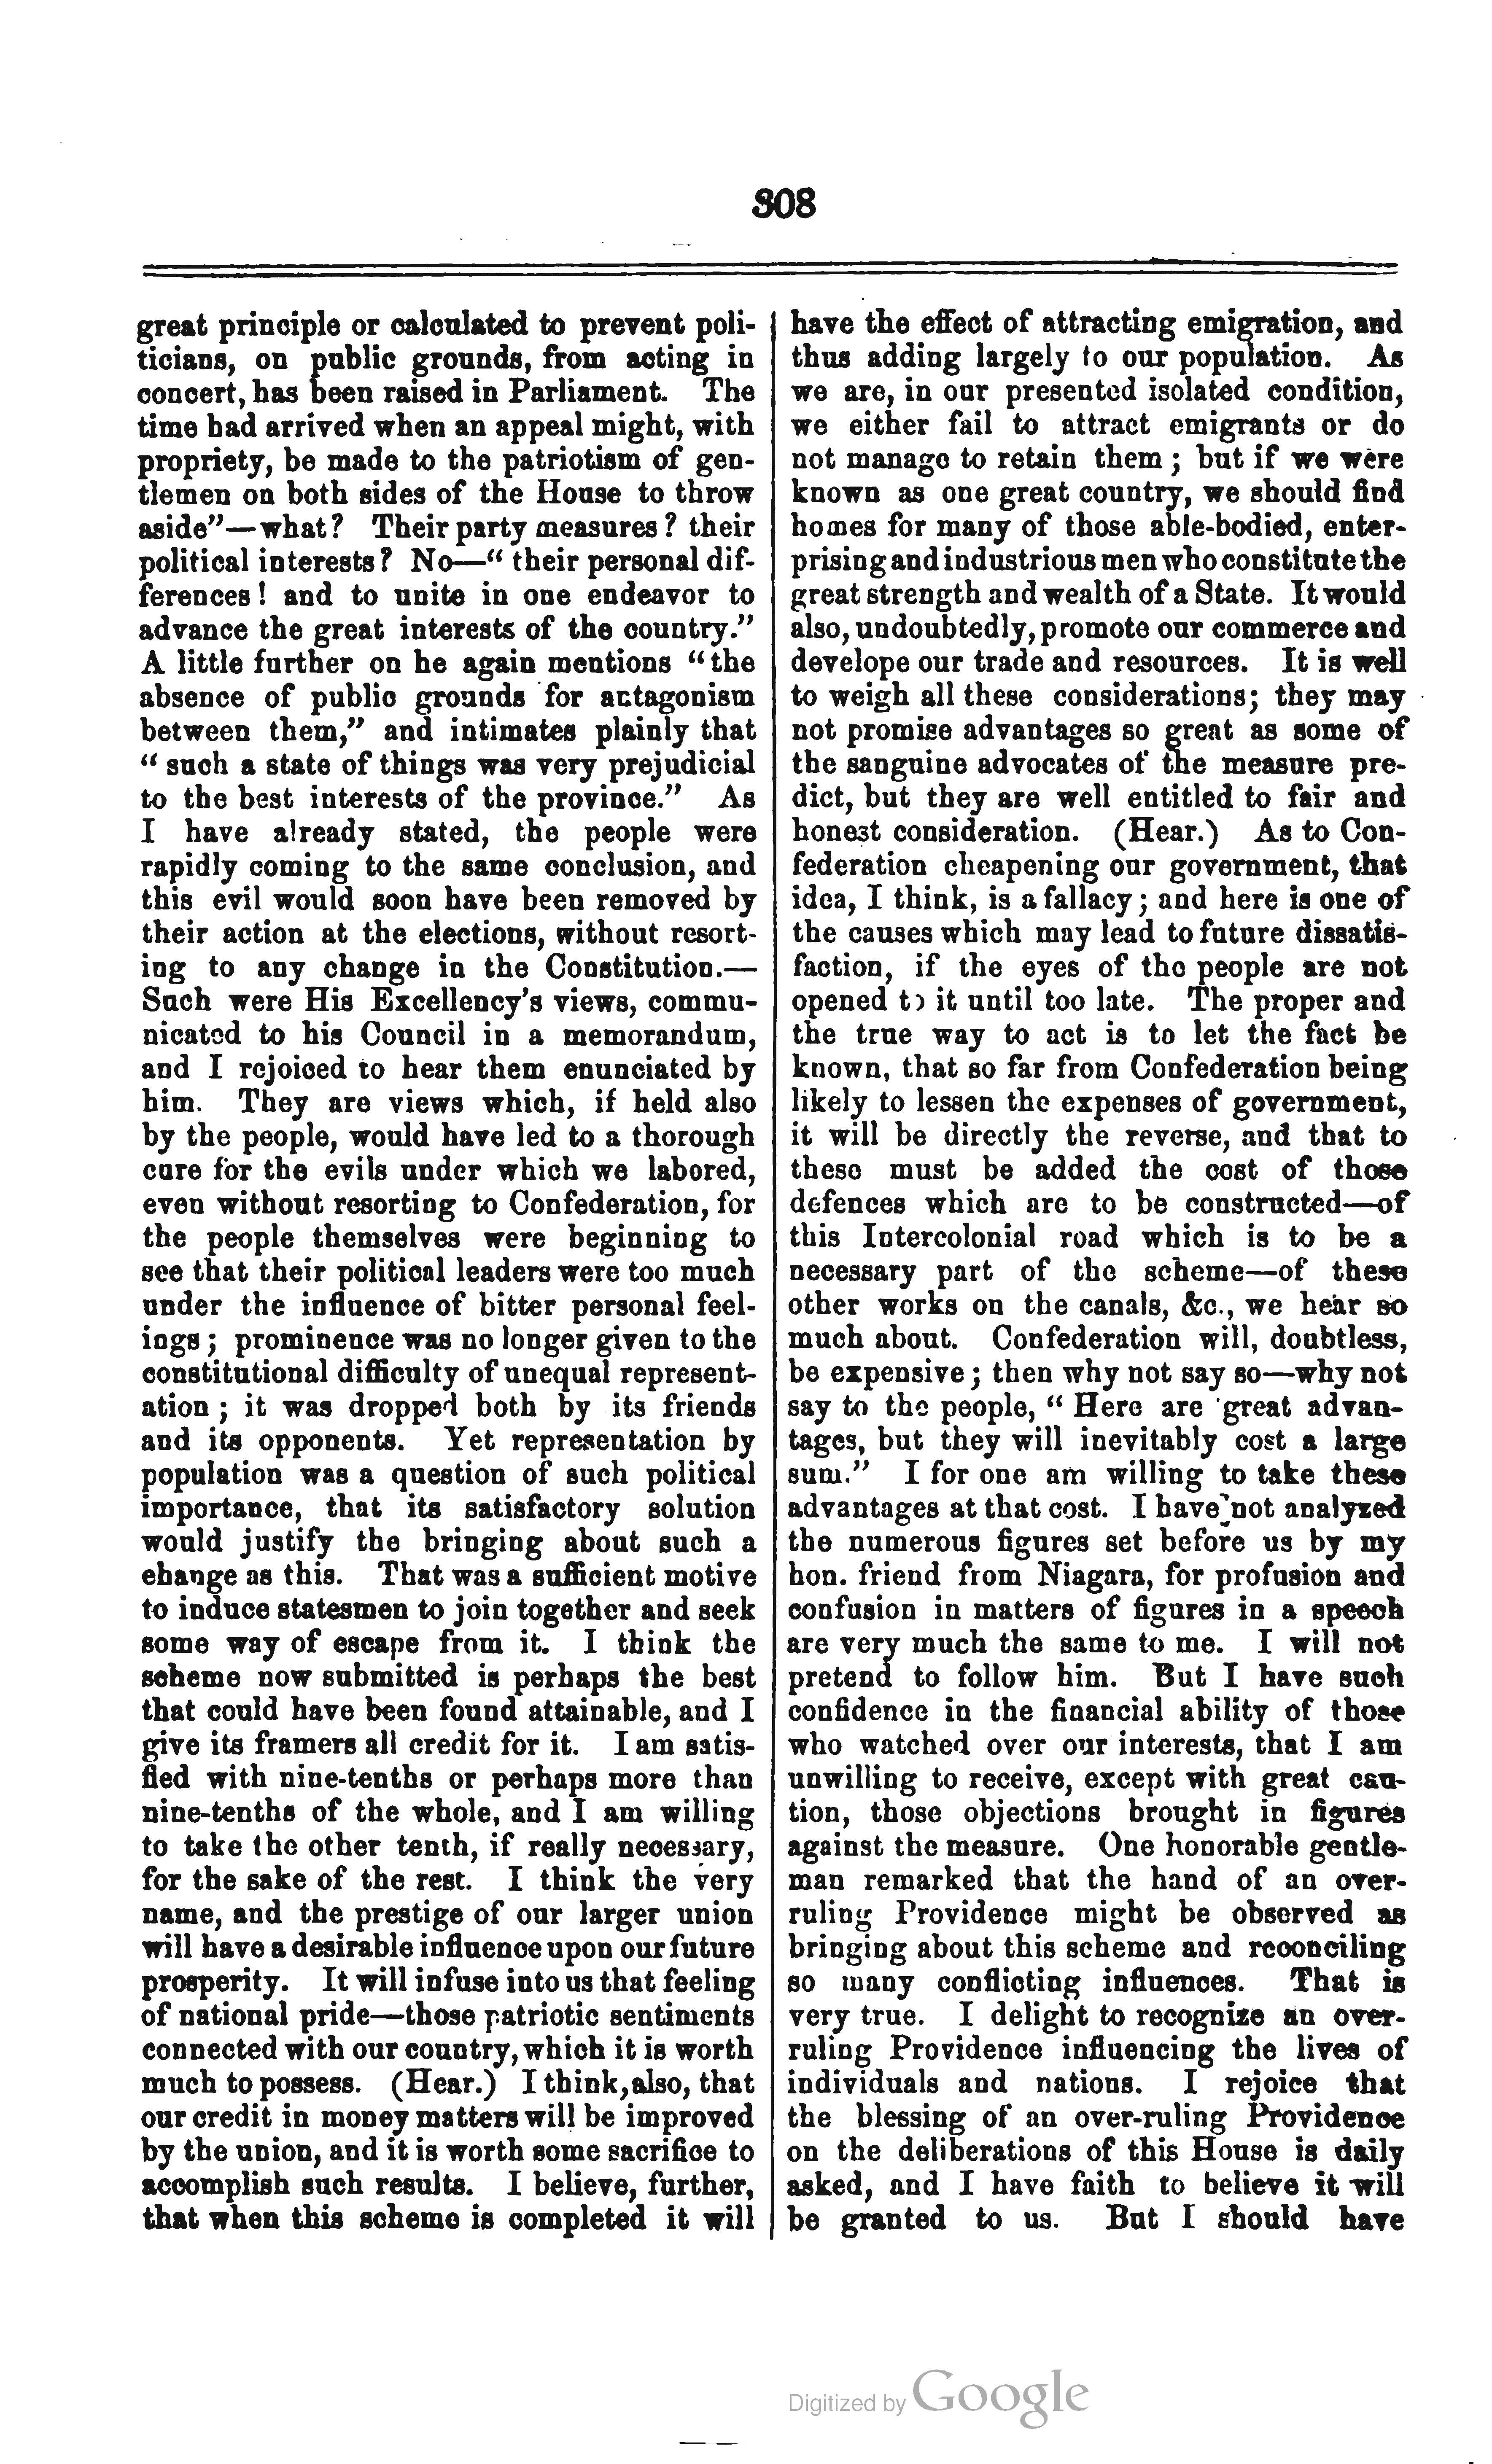 308
great principle or calculated to prevent poli-
ticians, on public grounds, from acting in
concert, has been raised in Parliament. The
time had arrived when an appeal might, with
propriety, be made to the patriotism of gen-
tlemen on both sides of the House to throw
aside"—what? Their party measures? their
political interests? No—" their personal dif-
ferences! and to unite in one endeavor to
advance the great interests of the country."
A little further on he again mentions "the
absence of public grounds for antagonism
between them," and intimates plainly that
" such a state of things was very prejudicial
to the best interests of the province." As
I have already stated, the people were
rapidly coming to the same conclusion, and
this evil would soon have been removed by
their action at the elections, without resort-
ing to any change in the Constitution.—
Such were His Excellency's views, commu-
nicated to his Council in a memorandum,
and I rejoiced to hear them enunciated by
him. They are views which, if held also
by the people, would have led to a thorough
cure for the evils under which we labored,
even without resorting to Confederation, for
the people themselves were beginning to
see that their political leaders were too much
under the influence of bitter personal feel-
ings; prominence was no longer given to the
constitutional difficulty of unequal represent-
ation; it was dropped both by its friends
and its opponents. Yet representation by
population was a question of such political
importance, that its satisfactory solution
would justify the bringing about such a
change as this. That was a sufficient motive
to induce statesmen to join together and seek
some way of escape from it. I think the
scheme now submitted is perhaps the best
that could have been found attainable, and I
give its framers all credit for it. I am satis-
fied with nine-tenths or perhaps more than
nine-tenths of the whole, and I am willing
to take the other tenth, if really necessary,
for the sake of the rest. I think the very
name, and the prestige of our larger union
will have a desirable influence upon our future
prosperity. It will infuse into us that feeling
of national pride—those patriotic sentiments
connected with our country, which it is worth
much to possess. (Hear.) I think, also, that
our credit in money matters will be improved
by the union, and it is worth some sacrifice to
accomplish such results. I believe, further,
that when this scheme is completed it will
have the effect of attracting emigration, and
thus adding largely to our population. As
we are, in our presented isolated condition,
we either fail to attract emigrants or do
not manage to retain them; but if we were
known as one great country, we should find
homes for many of those able-bodied, enter-
prising and industrious men who constitute the
great strength and wealth of a State. It would
also, undoubtedly, promote our commerce and
develope our trade and resources. It is well
to weigh all these considerations; they may
not promise advantages so great as some of
the sanguine advocates of the measure pre-
dict, but they are well entitled to fair and
honest consideration. (Hear.) As to Con-
federation cheapening our government, that
idea, I think, is a fallacy; and here is one of
the causes which may lead to future dissatis-
faction, if the eyes of the people are not
opened to it until too late. The proper and
the true way to act is to let the fact be
known, that so far from Confederation being
likely to lessen the expenses of government,
it will be directly the reverse, and that to
these must be added the cost of those
defences which are to be constructed—of
this Intercolonial road which is to be a
necessary part of the scheme—of these
other works on the canals, &c., we hear so
much about. Confederation will, doubtless,
be expensive; then why not say so—why not
say to the people, " Here are great advan-
tages, but they will inevitably cost a large
sum." I for one am willing to take these
advantages at that cost. I have not analyzed
the numerous figures set before us by my
hon. friend from Niagara, for profusion and
confusion in matters of figures in a speech
are very much the same to me. I will not
pretend to follow him. But I have such
confidence in the financial ability of those
who watched over our interests, that I am
unwilling to receive, except with great cau-
tion, those objections brought in figures
against the measure. One honorable gentle-
man remarked that the hand of an over-
ruling Providence might be observed as
bringing about this scheme and reconciling
so many conflicting influences. That is
very true. I delight to recognize an over-
ruling Providence influencing the lives of
individuals and nations. I rejoice that
the blessing of an over-ruling Providence
on the deliberations of this House is daily
asked, and I have faith to believe it will
be granted to us. But I should have
Digitized by Google